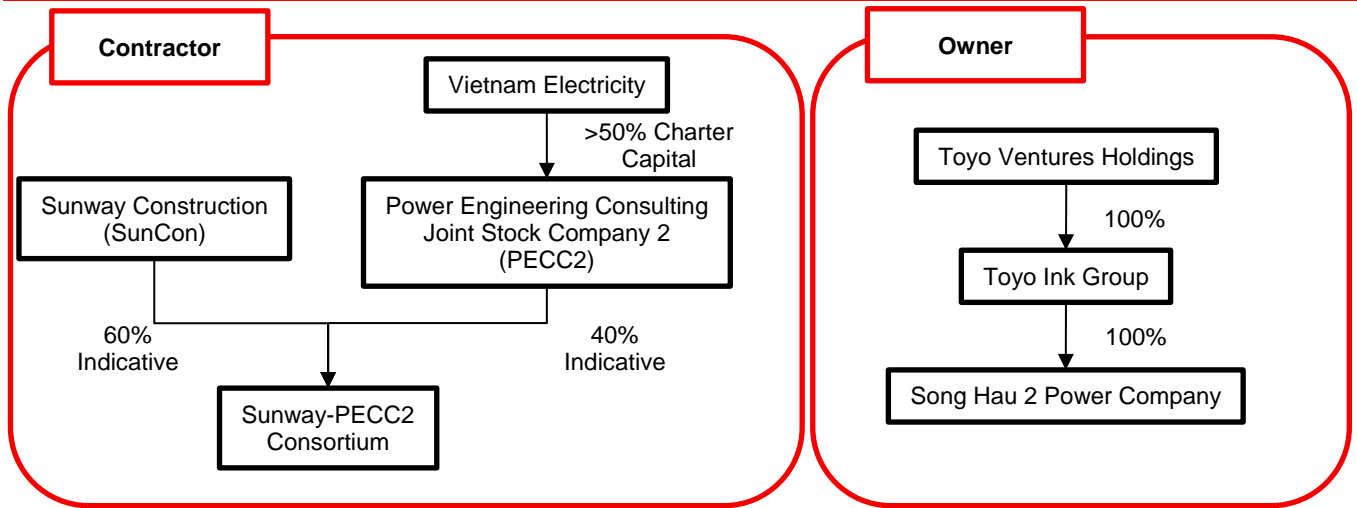 Contractor
Vietnam Electricity
>50% Charter
Capital
Sunway Construction
(SunCon)
Power Engineering Consulting
Joint Stock Company 2
(PECC2)
60%
Indicative
40%
Indicative
Sunway-PECC2
Consortium
Owner
Toyo Ventures Holdings
100%
Toyo Ink Group
100%
Song Hau 2 Power Company